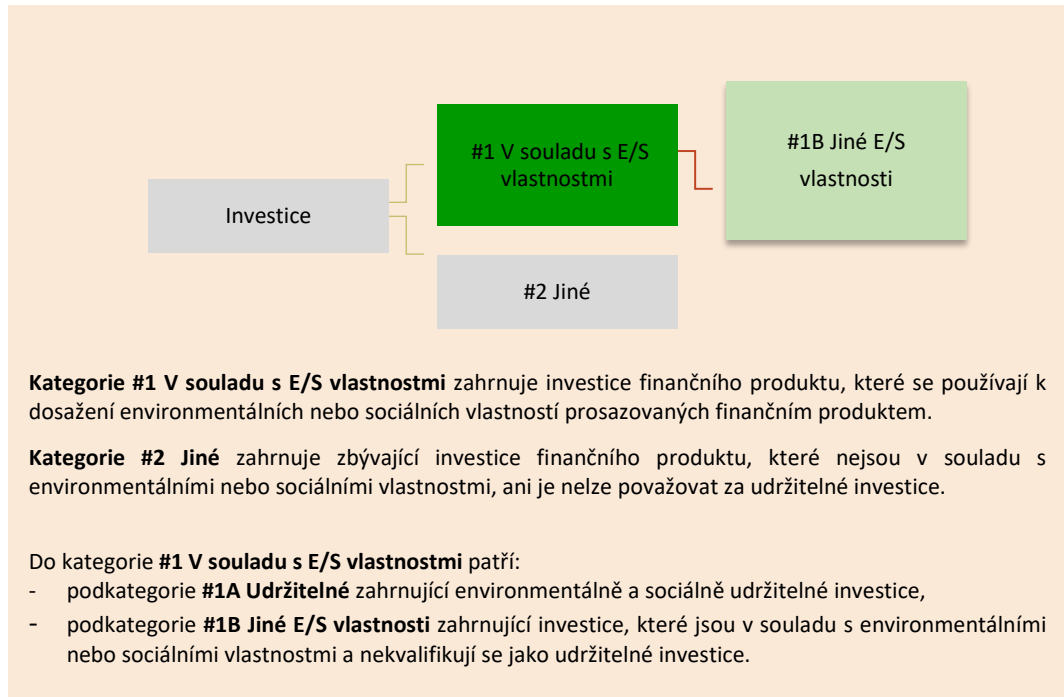 #1 V souladu s E/S
vlastnostmi
#1B Jiné E/S
vlastnosti
Investice
#2 Jiné
Kategorie #1 V souladu s E/S vlastnostmi zahrnuje investice finančního produktu, které se používají k
dosažení environmentálních nebo sociálních vlastností prosazovaných finančním produktem.
Kategorie #2 Jiné zahrnuje zbývající investice finančního produktu, které nejsou v souladu s
environmentálními nebo sociálními vlastnostmi, ani je nelze považovat za udržitelné investice.
Do kategorie #1 V souladu s E/S vlastnostmi patří:
- podkategorie #1A Udržitelné zahrnující environmentálně a sociálně udržitelné investice,
- podkategorie #1B Jiné E/S vlastnosti zahrnující investice, které jsou v souladu s environmentálními
nebo sociálními vlastnostmi a nekvalifikují se jako udržitelné investice.